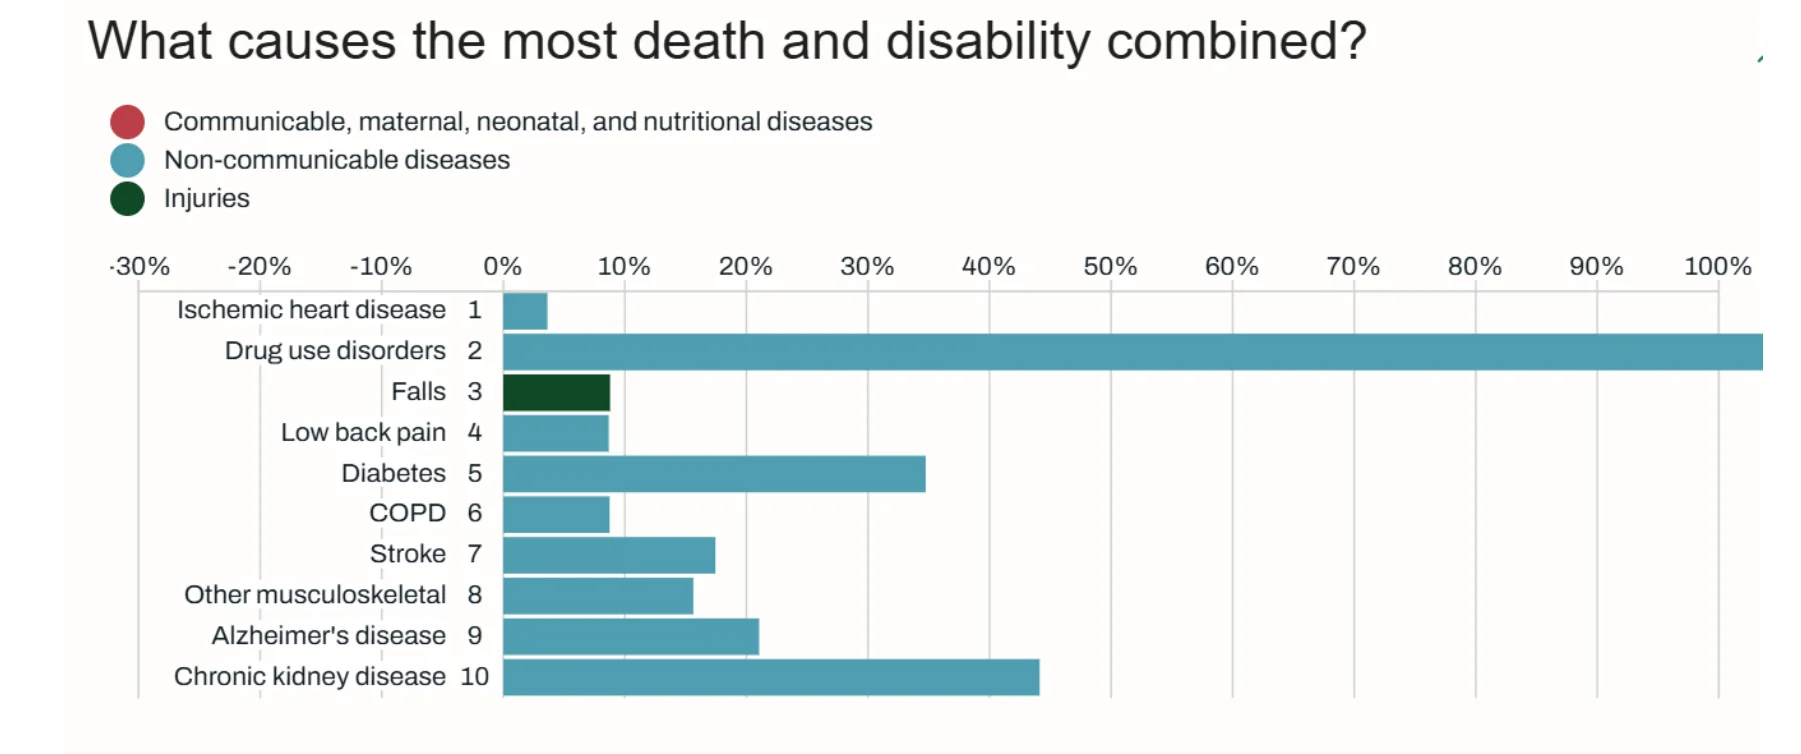 What causes the most death and disability combined?
Communicable, maternal, neonatal, and nutritional diseases
Non-communicable diseases
Injuries
-30% -20% -10% 0% 10% 20% 30% 40% 50% 60% 70% 80% 90% 100%
Ischemic heart disease 1
Drug use disorders 2
Falls 3
Low back pain 4
Diabetes 5
COPD 6
Stroke 7
Other musculoskeletal 8
Alzheimer's disease 9
Chronic kidney disease 10